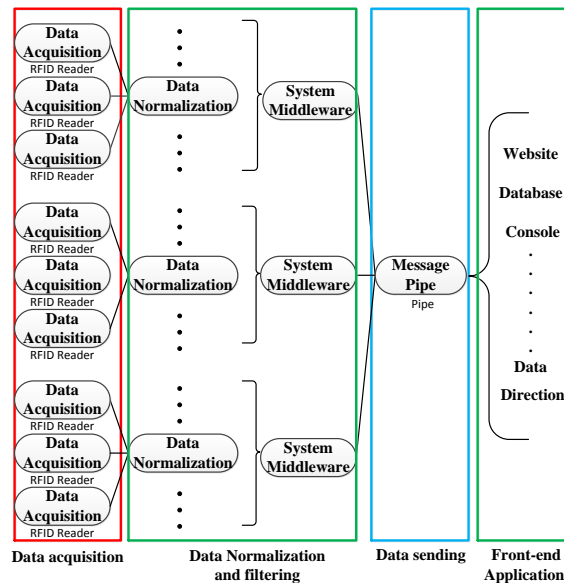 Data
Acquisition
RFID Reader
Data
Acquisition
RFID Reader
Data
Acquisition
RFID Reader
Data
Normalization
System
Middleware
Data
Acquisition
RFID Reader
Data
Acquisition
RFID Reader
Data
Acquisition
RFID Reader
Data
Normalization
System
Middleware
Data
Acquisition
RFID Reader
Data
Acquisition
RFID Reader
Data
Acquisition
RFID Reader
Data
Normalization
System
Middleware
Message
Pipe
Pipe
Website
Database
Console
Data
Direction
Data acquisition
Data Normalization
and filtering
Data sending
Front-end
Application